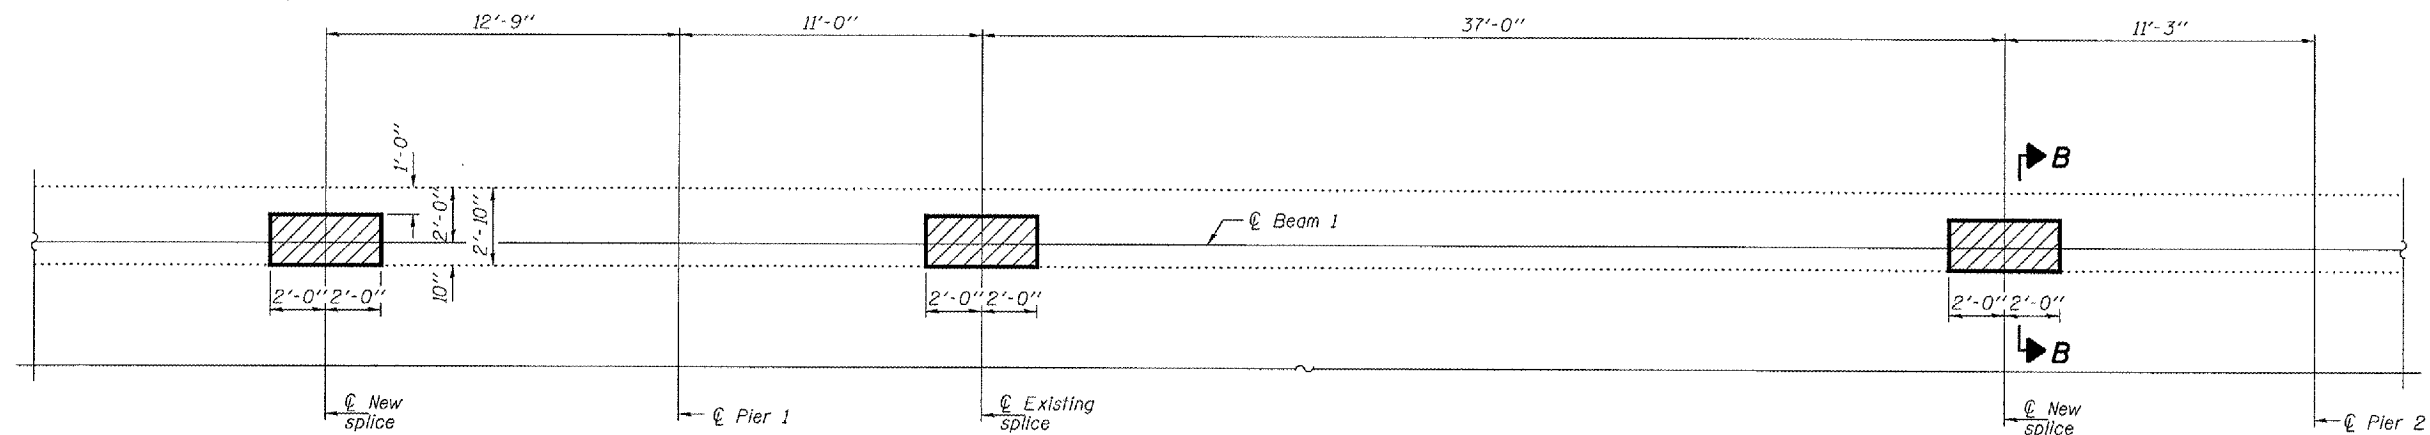 12'-9"
11'-0"
37'-0"
11'-3"
1'-0"
2'-0"
2'-10"
10"
B
℄ Beam 1
2'-0" 2'-0"
2'-0" 2'-0"
2'-0" 2'-0"
B
℄ New
splice
℄ Pier 1
℄ Existing
splice
℄ New
splice
℄ Pier 2